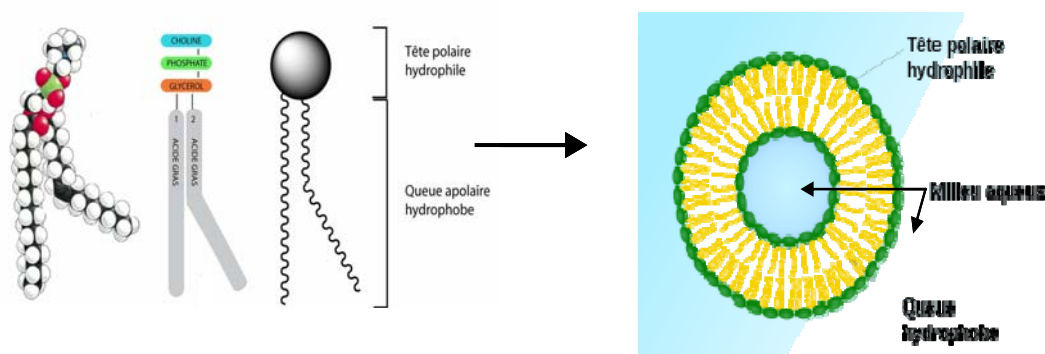 CHOLINE
PHOSPHATE
GLYCEROL
1 2
ACIDE GRAS
ACIDE GRAS
Tête polaire
hydrophile
Queue apolaire
hydrophobe
Tête polaire
hydrophile
Milieu aqueux
Queue
hydrophobe